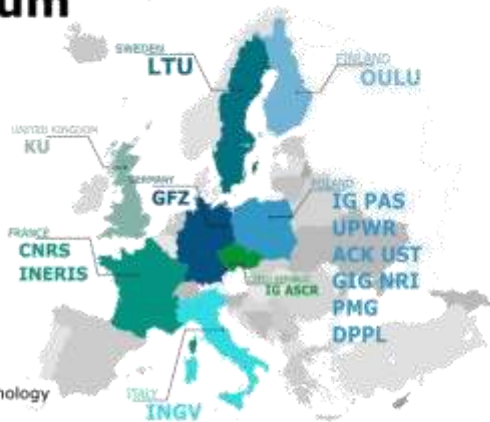 um
SWEDEN
LTU
FINLAND
OULU
UNITED KINGDOM
KU
GERMANY
GFZ
POLAND
IG PAS
UPWR
ACK UST
GIG NRI
PMG
DPPL
FRANCE
CNRS
INERIS
CZECH REPUBLIC
IG ASCR
ITALY
INGV
nology